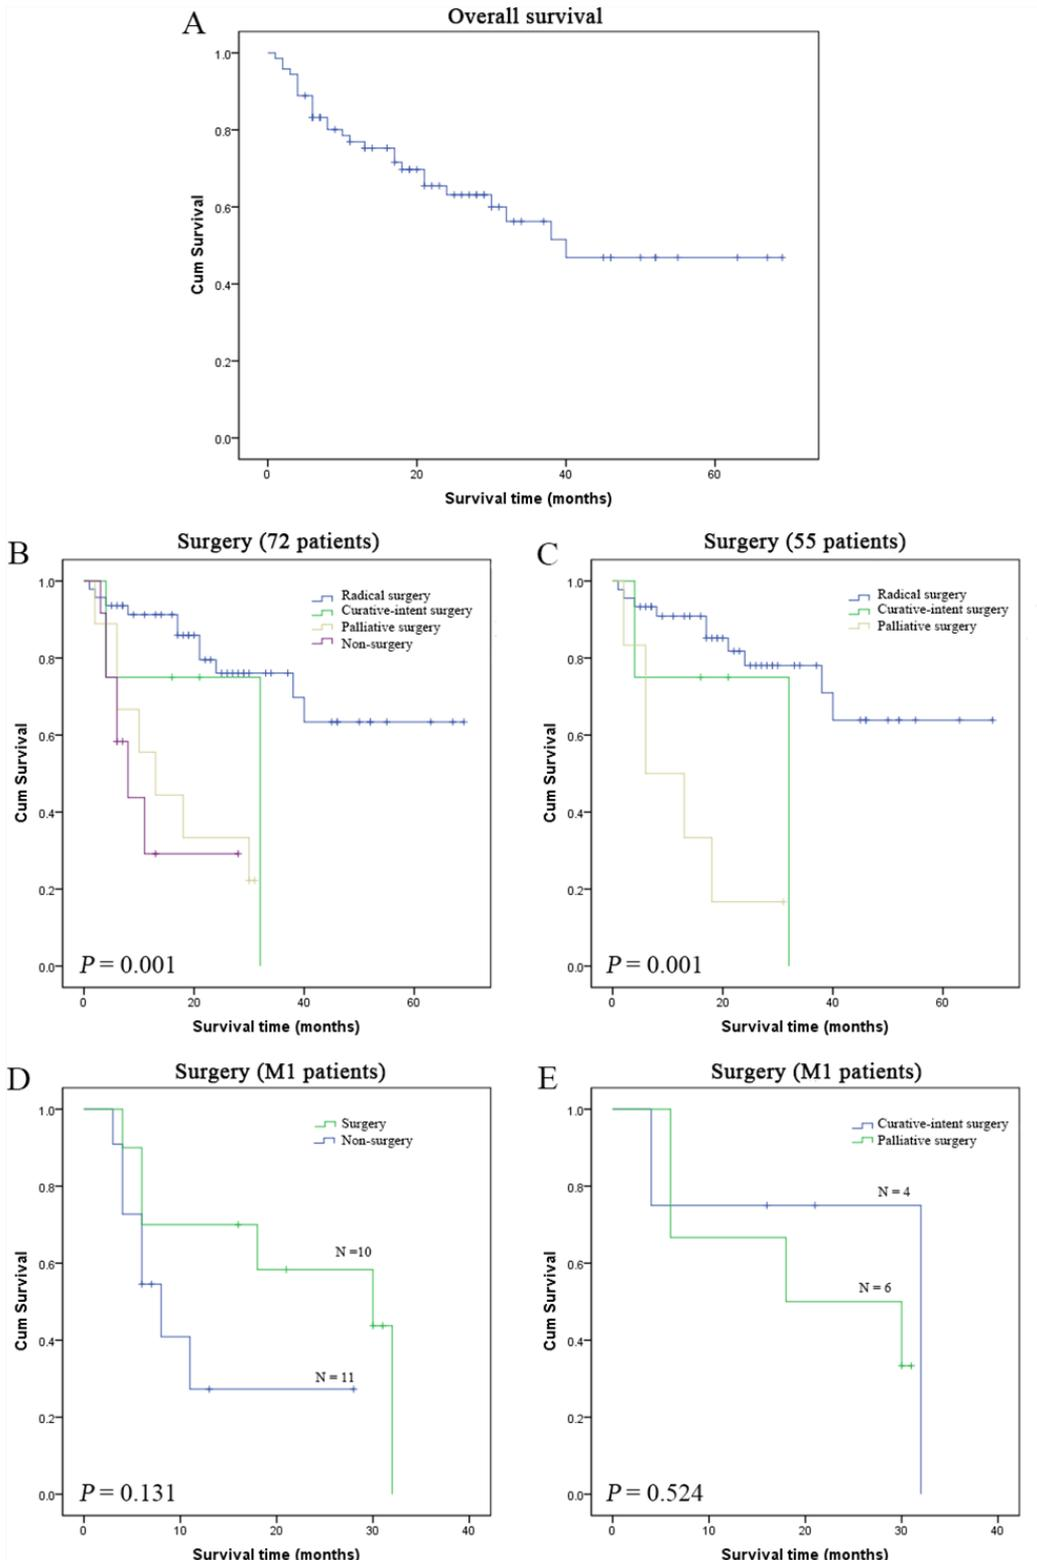 A
Overall survival
1.0
0.8
0.6
0.4
0.2
0.0
Cum Survival
0 20 40 60
Survival time (months)
B
Surgery (72 patients)
Radical surgery
Curative-intent surgery
Palliative surgery
Non-surgery
1.0
0.8
0.6
0.4
0.2
0.0
Cum Survival
P = 0.001
0 20 40 60
Survival time (months)
C
Surgery (55 patients)
Radical surgery
Curative-intent surgery
Palliative surgery
1.0
0.8
0.6
0.4
0.2
0.0
Cum Survival
P = 0.001
0 20 40 60
Survival time (months)
D
Surgery (M1 patients)
Surgery
Non-surgery
1.0
0.8
0.6
0.4
0.2
0.0
Cum Survival
N =10
N = 11
P = 0.131
0 10 20 30 40
Survival time (months)
E
Surgery (M1 patients)
Curative-intent surgery
Palliative surgery
1.0
0.8
0.6
0.4
0.2
0.0
Cum Survival
N = 4
N = 6
P = 0.524
0 10 20 30 40
Survival time (months)